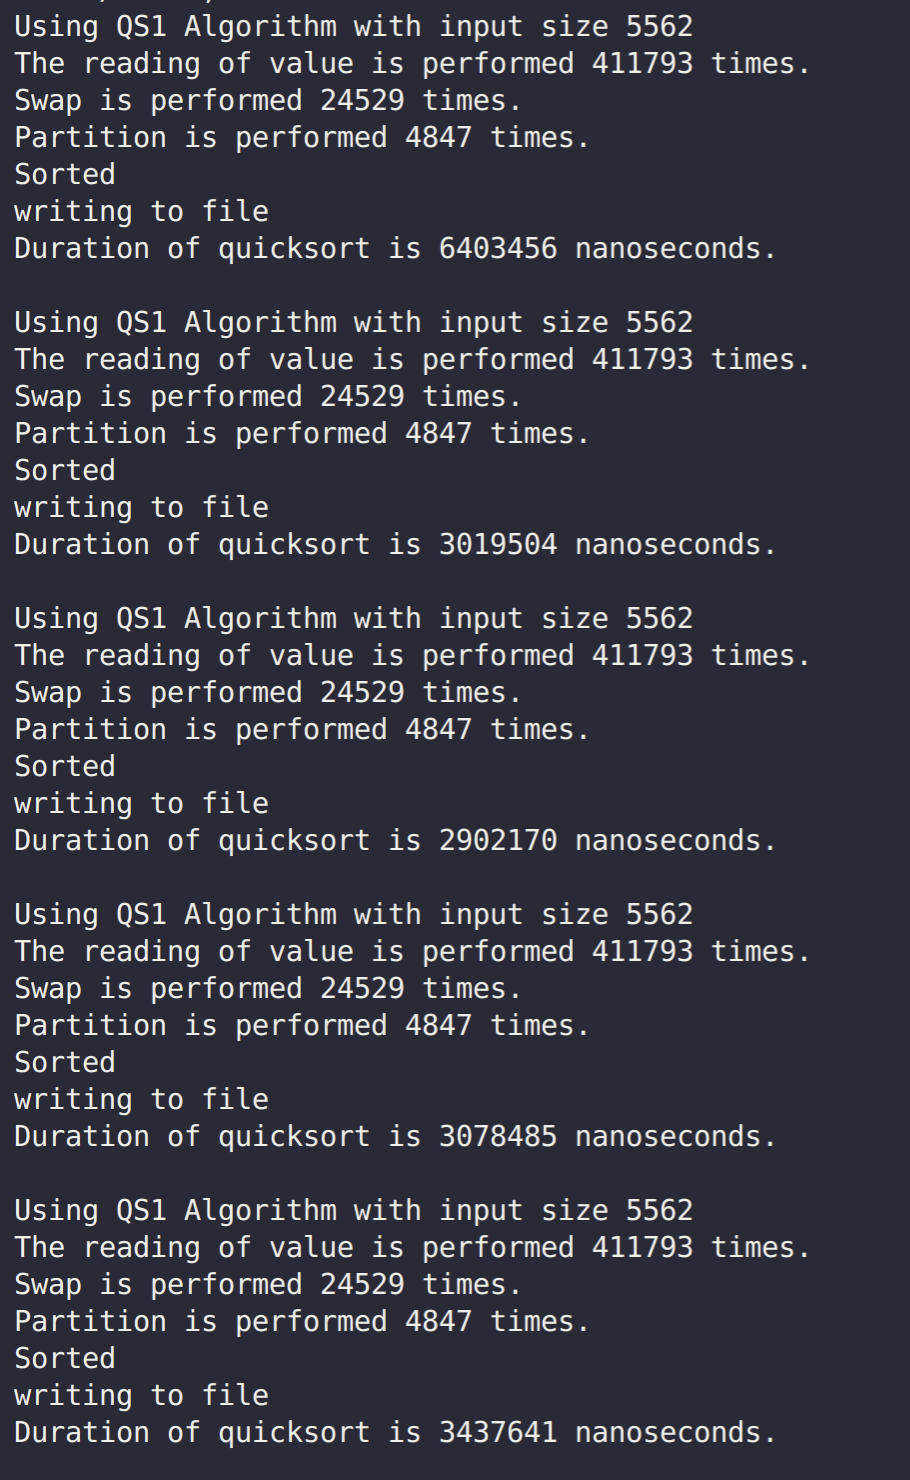 Using QS1 Algorithm with input size 5562
The reading of value is performed 411793 times.
Swap is performed 24529 times.
Partition is performed 4847 times.
Sorted
writing to file
Duration of quicksort is 6403456 nanoseconds.
Using QS1 Algorithm with input size 5562
The reading of value is performed 411793 times.
Swap is performed 24529 times.
Partition is performed 4847 times.
Sorted
writing to file
Duration of quicksort is 3019504 nanoseconds.
Using QS1 Algorithm with input size 5562
The reading of value is performed 411793 times.
Swap is performed 24529 times.
Partition is performed 4847 times.
Sorted
writing to file
Duration of quicksort is 2902170 nanoseconds.
Using QS1 Algorithm with input size 5562
The reading of value is performed 411793 times.
Swap is performed 24529 times.
Partition is performed 4847 times.
Sorted
writing to file
Duration of quicksort is 3078485 nanoseconds.
Using QS1 Algorithm with input size 5562
The reading of value is performed 411793 times.
Swap is performed 24529 times.
Partition is performed 4847 times.
Sorted
writing to file
Duration of quicksort is 3437641 nanoseconds.